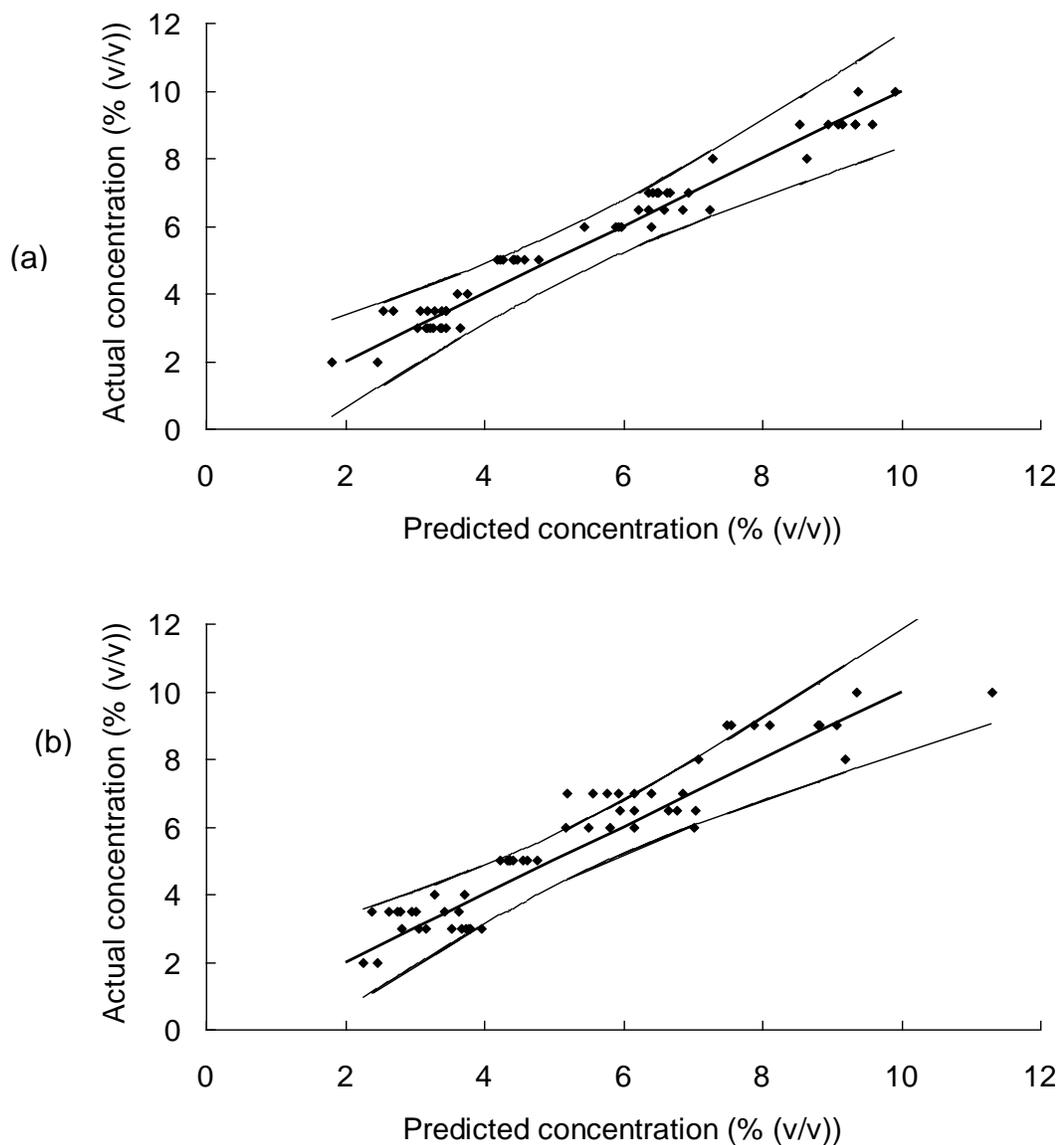 (a)
Actual concentration (% (v/v))
12
10
8
6
4
2
0
0 2 4 6 8 10 12
Predicted concentration (% (v/v))
(b)
Actual concentration (% (v/v))
12
10
8
6
4
2
0
0 2 4 6 8 10 12
Predicted concentration (% (v/v))